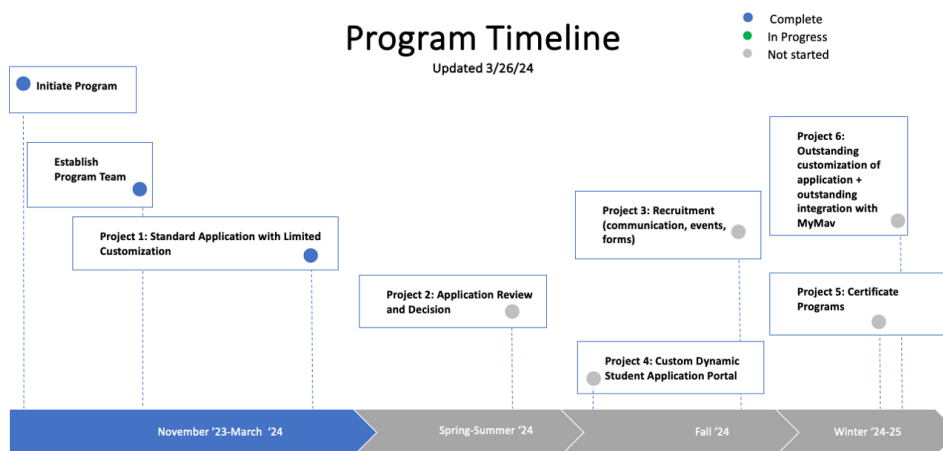 Program Timeline
Updated 3/26/24
Complete
In Progress
Not started
Initiate Program
Establish
Program Team
Project 1: Standard Application with Limited
Customization
Project 2: Application Review
and Decision
Project 3: Recruitment
(communication, events,
forms)
Project 4: Custom Dynamic
Student Application Portal
Project 6:
Outstanding
customization of
application +
outstanding
integration with
MyMav
Project 5: Certificate
Programs
November '23-March '24
Spring-Summer '24
Fall '24
Winter '24-25